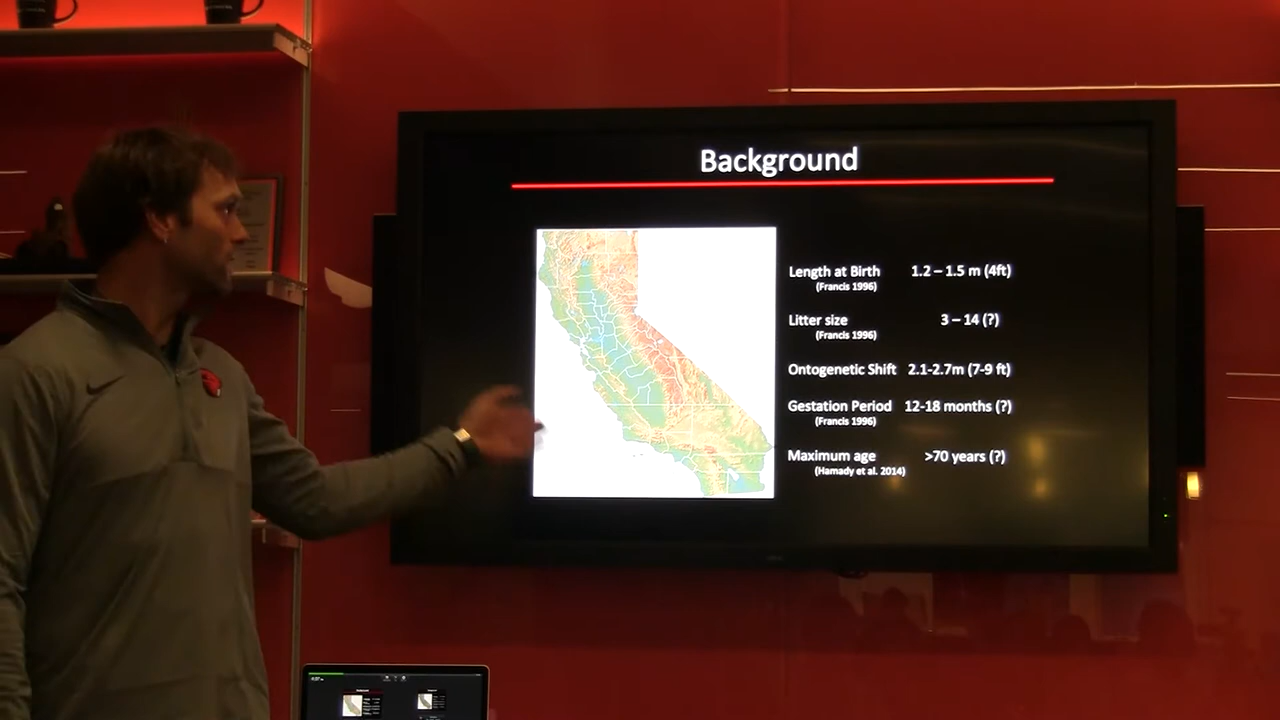 Background
Length at Birth 1.2 – 1.5 m (4ft)
(Francis 1996)
Litter size 3 – 14 (?)
(Francis 1996)
Ontogenetic Shift 2.1-2.7m (7-9 ft)
Gestation Period 12-18 months (?)
(Francis 1996)
Maximum age >70 years (?)
(Hamady et al. 2014)